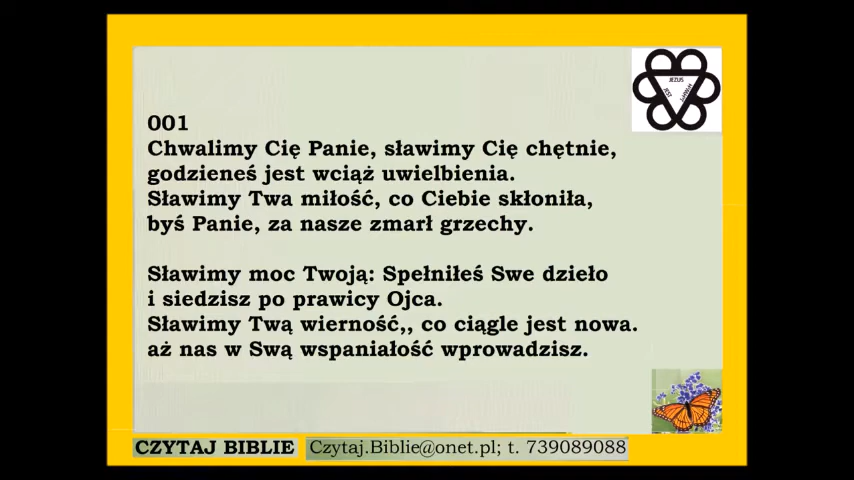 001
Chwalimy Cię Panie, sławimy Cię chętnie,
godzieneś jest wciąż uwielbienia.
Sławimy Twa miłość, co Ciebie skłoniła,
byś Panie, za nasze zmarł grzechy.
Sławimy moc Twoją: Spełniłeś Swe dzieło
i siedzisz po prawicy Ojca.
Sławimy Twą wierność,, co ciągle jest nowa.
aż nas w Swą wspaniałość wprowadzisz.
JEZUS
JEST
CZYTAJ BIBLIE Czytaj.Biblie@onet.pl; t. 739089088